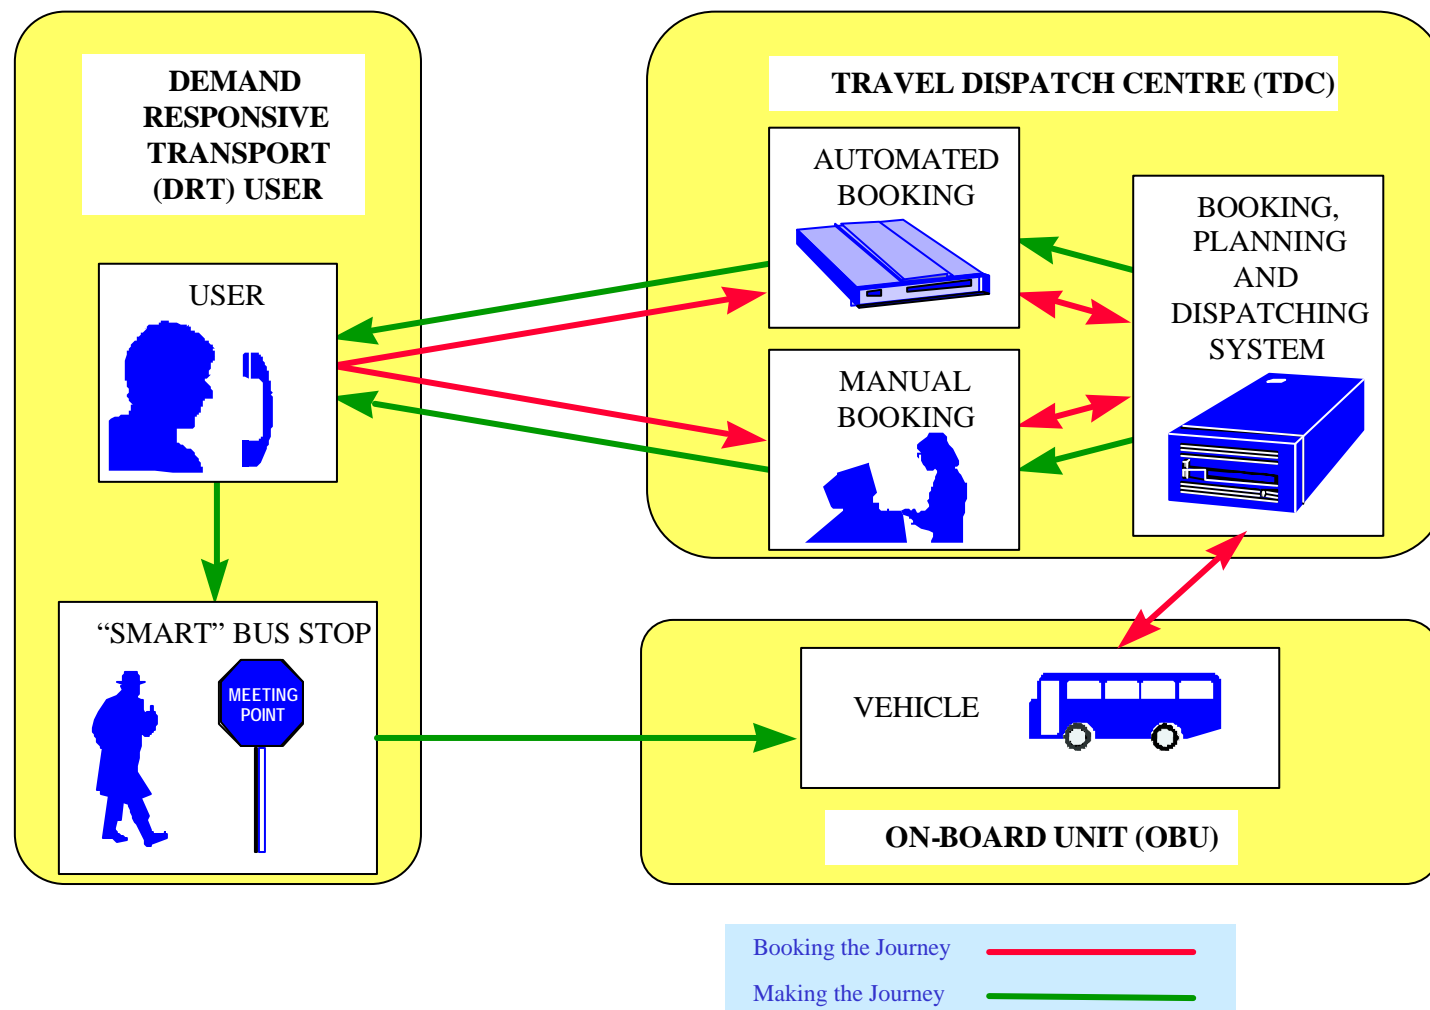 DEMAND
RESPONSIVE
TRANSPORT
(DRT) USER
USER
“SMART” BUS STOP
MEETING
POINT
TRAVEL DISPATCH CENTRE (TDC)
AUTOMATED
BOOKING
MANUAL
BOOKING
BOOKING,
PLANNING
AND
DISPATCHING
SYSTEM
VEHICLE
ON-BOARD UNIT (OBU)
Booking the Journey
Making the Journey